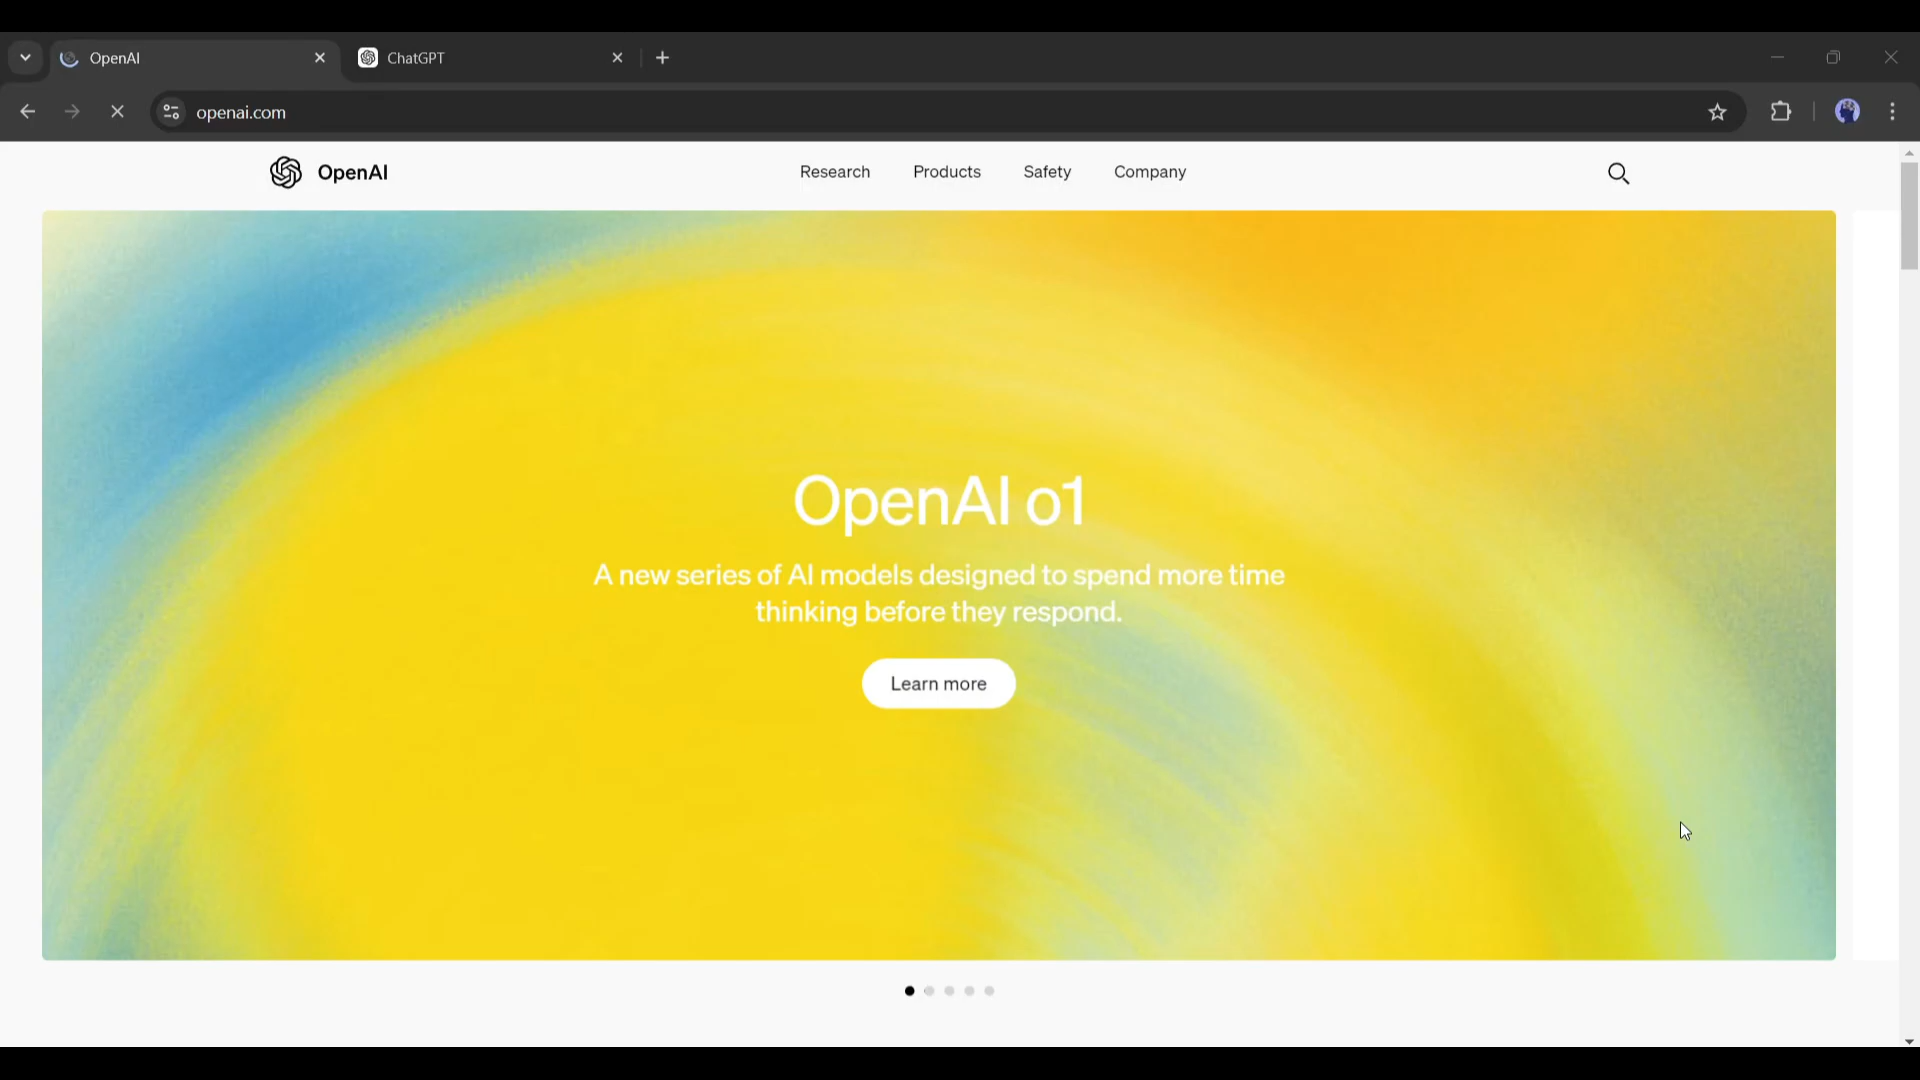 OpenAI
ChatGPT
openai.com
OpenAI
Research
Products
Safety
Company
OpenAI o1
A new series of AI models designed to spend more time
thinking before they respond.
Learn more